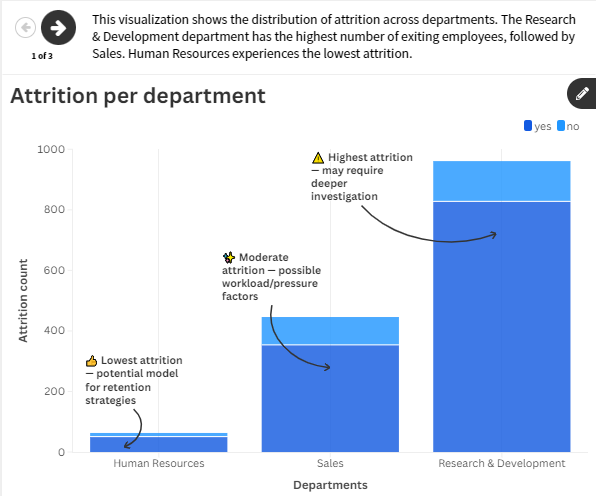 This visualization shows the distribution of attrition across departments. The Research
& Development department has the highest number of exiting employees, followed by
Sales. Human Resources experiences the lowest attrition.
1 of 3
Attrition per department
yes no
1000
800
600
400
200
0
Attrition count
Highest attrition
— may require
deeper
investigation
Moderate
attrition — possible
workload/pressure
factors
Lowest attrition
— potential model
for retention
strategies
Human Resources
Sales
Research & Development
Departments